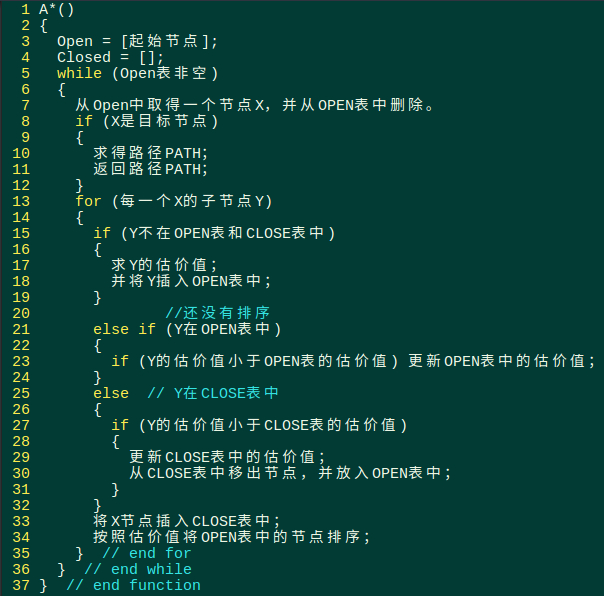 1 A*()
2 {
3   Open = [起始节点];
4   Closed = [];
5   while (Open表非空)
6   {
7     从Open中取得一个节点X，并从OPEN表中删除。
8     if (X是目标节点)
9     {
10       求得路径PATH;
11       返回路径PATH;
12     }
13     for (每一个X的子节点Y)
14     {
15       if (Y不在OPEN表和CLOSE表中)
16       {
17         求Y的估价值;
18         并将Y插入OPEN表中;
19       }
20               //还没有排序
21       else if (Y在OPEN表中)
22       {
23         if (Y的估价值小于OPEN表的估价值) 更新OPEN表中的估价值;
24       }
25       else  // Y在CLOSE表中
26       {
27         if (Y的估价值小于CLOSE表的估价值)
28         {
29           更新CLOSE表中的估价值;
30           从CLOSE表中移出节点，并放入OPEN表中;
31         }
32       }
33       将X节点插入CLOSE表中;
34       按照估价值将OPEN表中的节点排序;
35     }  // end for
36   }  // end while
37 }  // end function